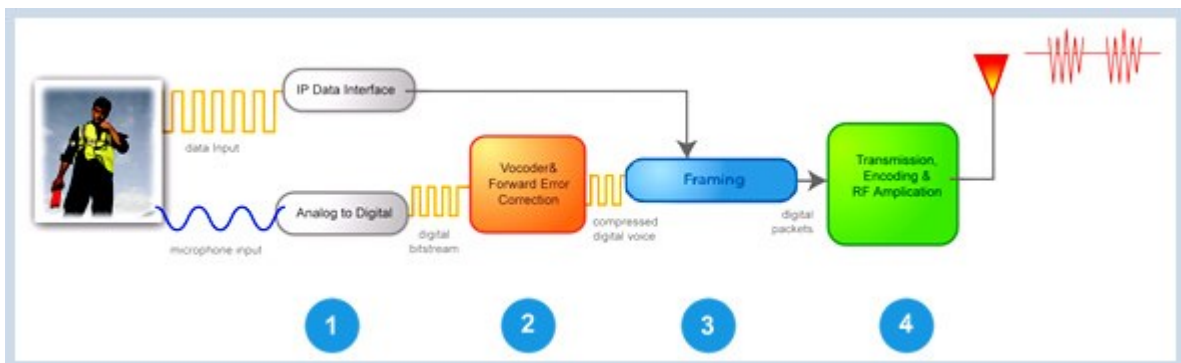 data Input
IP Data Interface
microphone input
Analog to Digital
digital
bitstream
Vocoder&
Forward Error
Correction
compressed
digital voice
Framing
digital
packets
Transmission,
Encoding &
RF Amplication
1
2
3
4